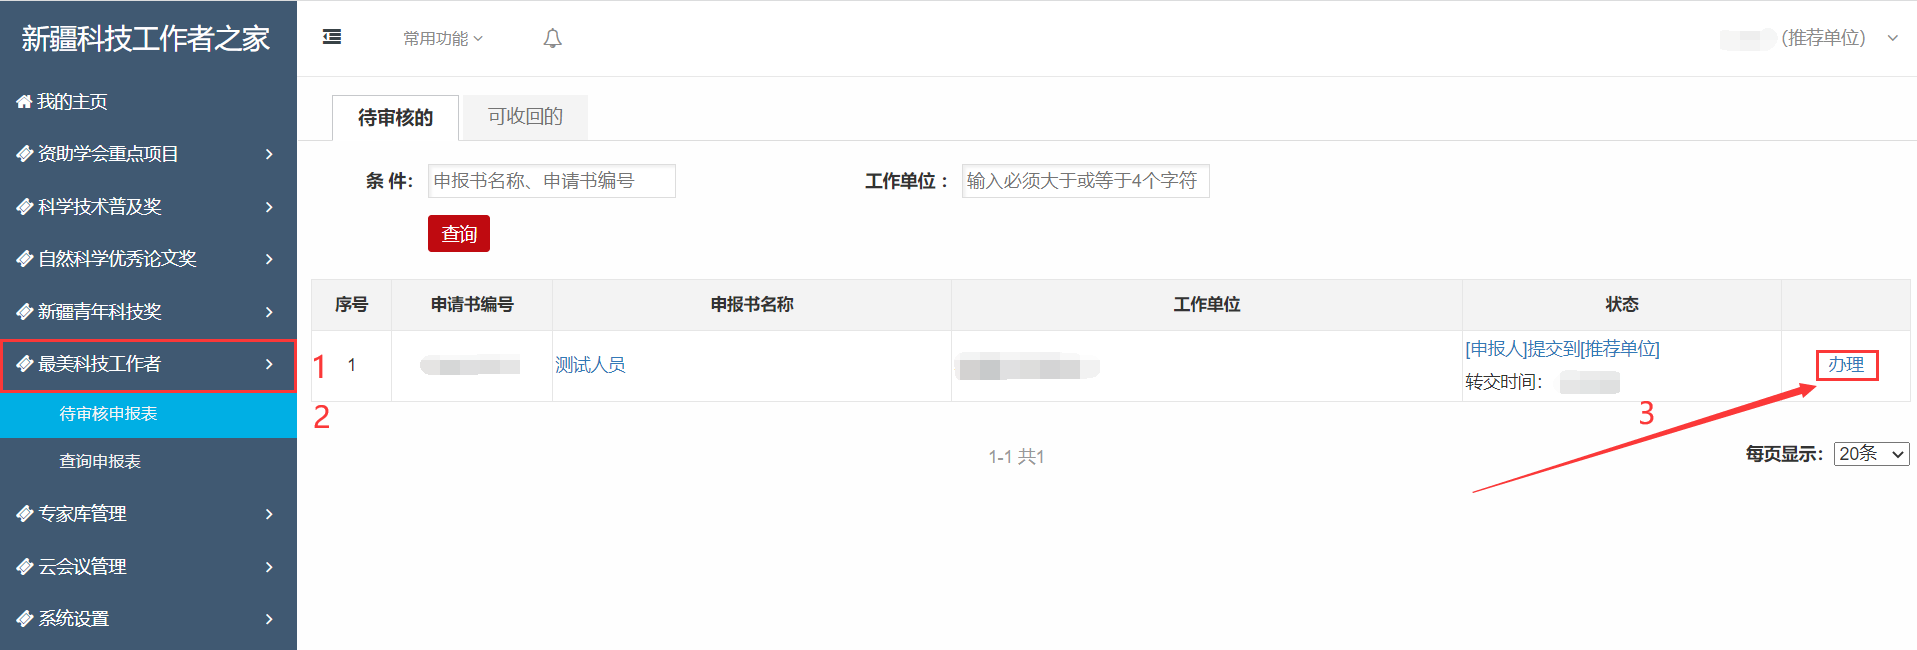 新疆科技工作者之家
常用功能
(推荐单位)
我的主页
资助学会重点项目
科学技术普及奖
自然科学优秀论文奖
新疆青年科技奖
最美科技工作者
待审核申报表
查询申报表
专家库管理
云会议管理
系统设置
待审核的
可收回的
条 件：
申报书名称、申请书编号
工作单位：
输入必须大于或等于4个字符
查询
序号
申请书编号
申报书名称
工作单位
状态
1
1
测试人员
[申报人]提交到[推荐单位]
转交时间：
办理
2
3
1-1 共1
每页显示：
20条